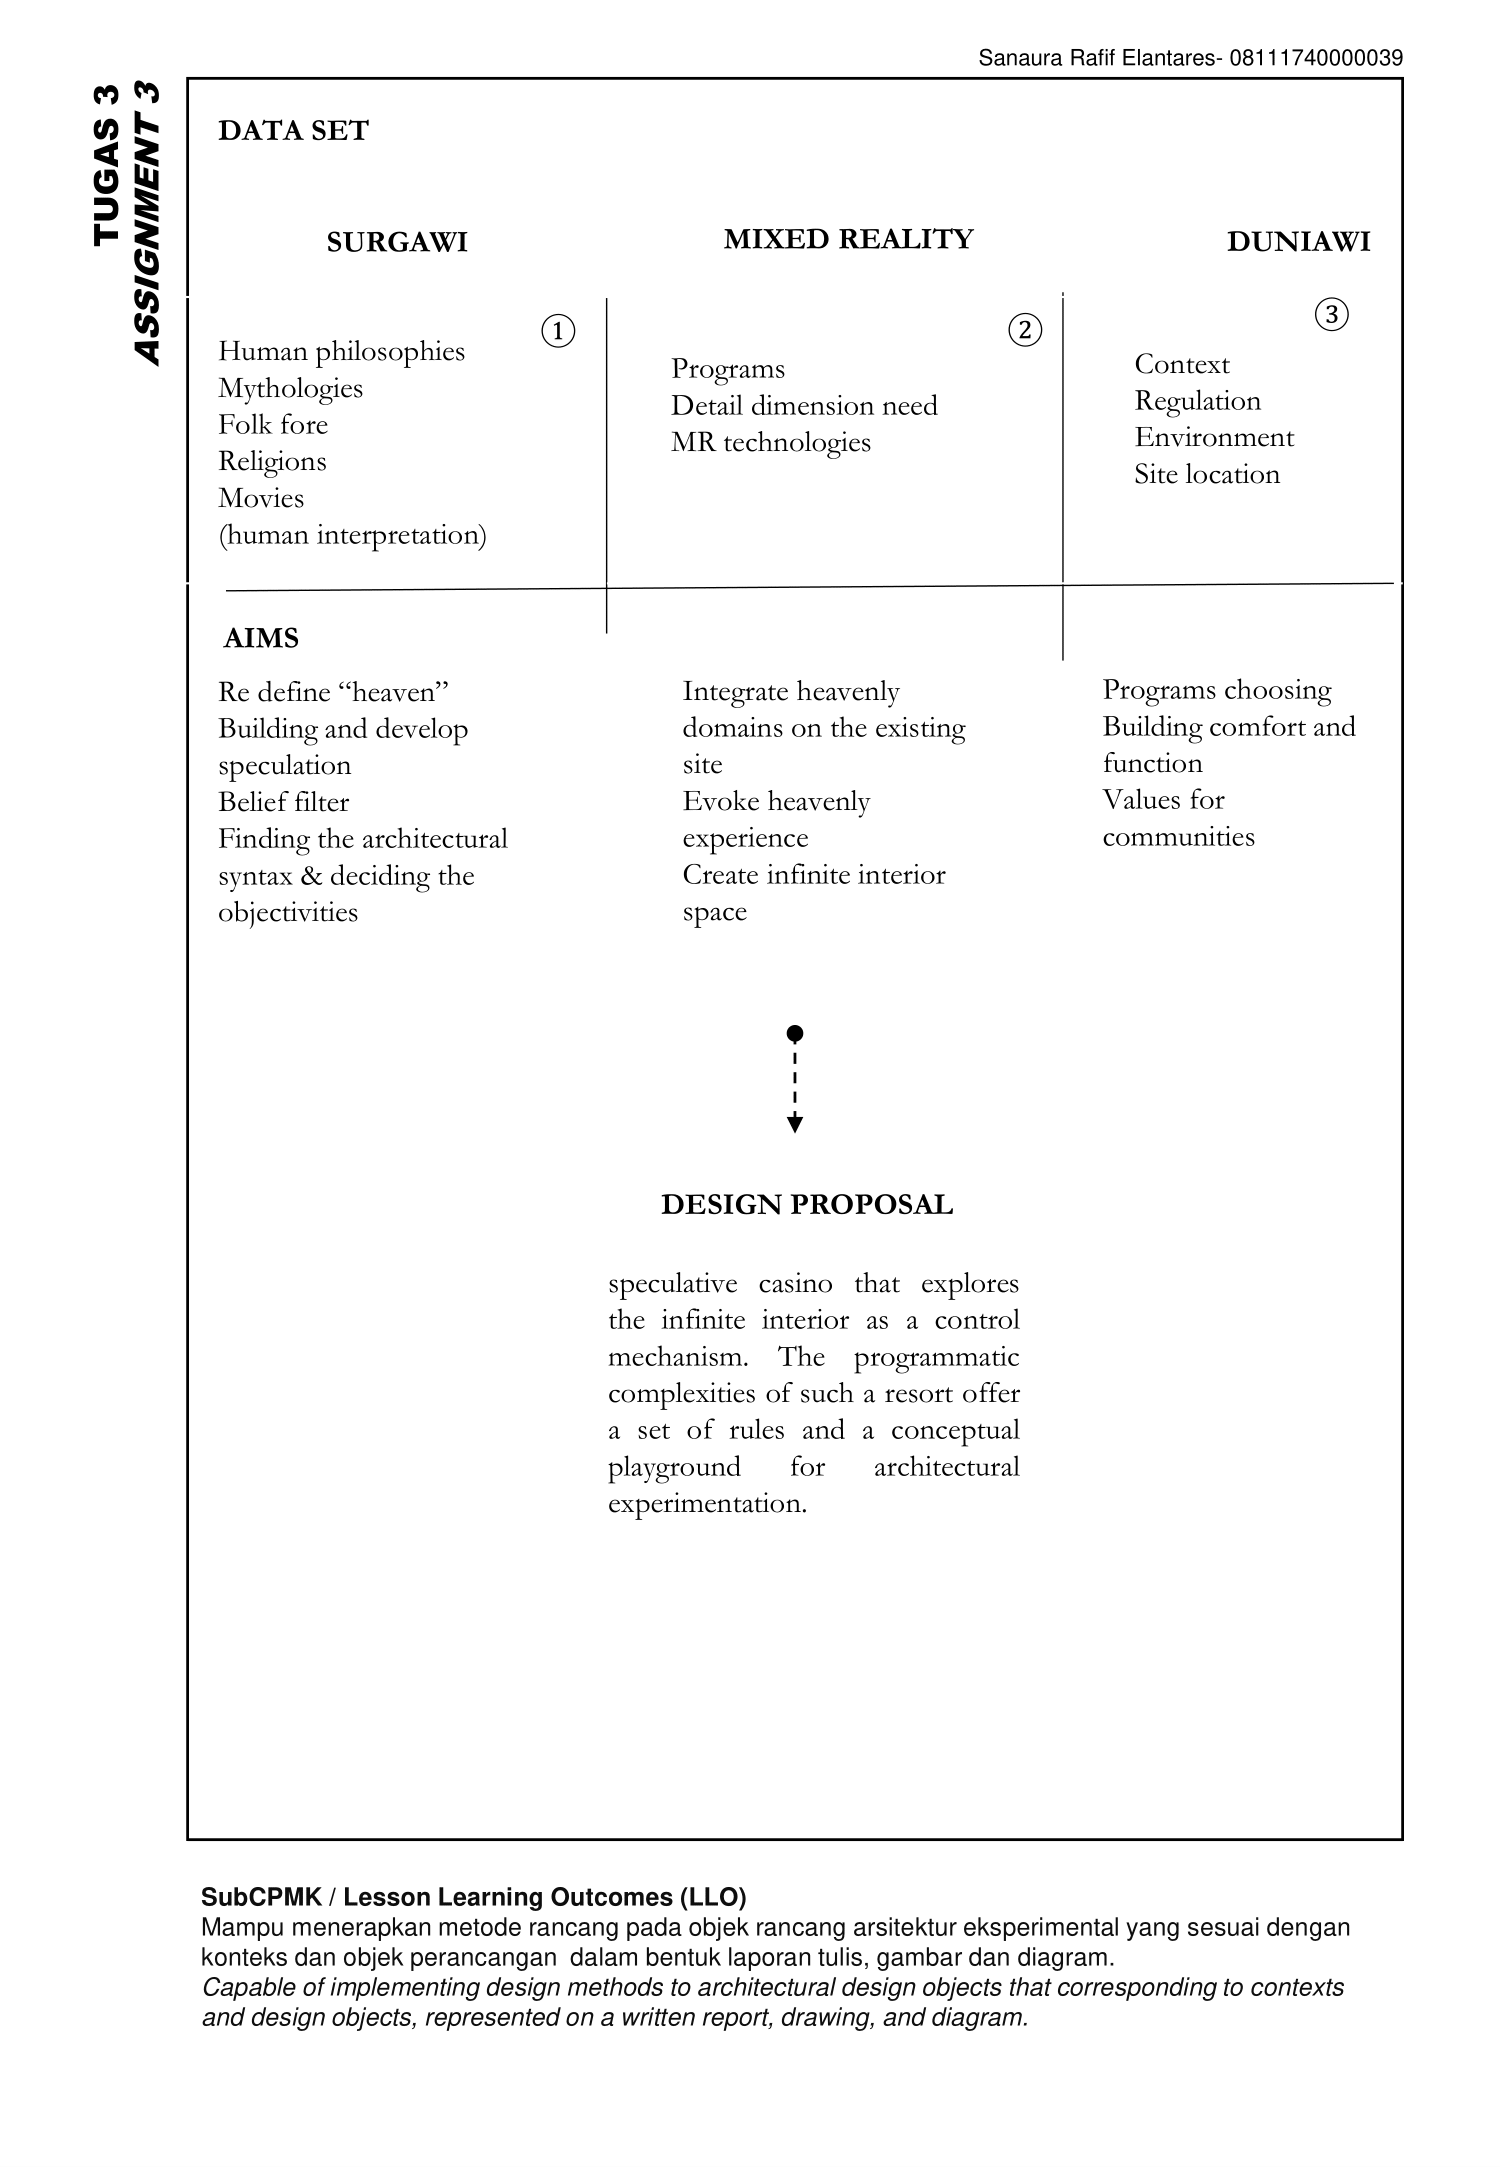 Sanaura Rafif Elantares- 08111740000039
TUGAS 3
ASSIGNMENT 3
DATA SET
SURGAWI
MIXED REALITY
DUNIAWI
①
Human philosophies
Mythologies
Folk fore
Religions
Movies
(human interpretation)
②
Programs
Detail dimension need
MR technologies
③
Context
Regulation
Environment
Site location
AIMS
Re define “heaven”
Building and develop
speculation
Belief filter
Finding the architectural
syntax & deciding the
objectivities
Integrate heavenly
domains on the existing
site
Evoke heavenly
experience
Create infinite interior
space
Programs choosing
Building comfort and
function
Values for
communities
DESIGN PROPOSAL
speculative casino that explores
the infinite interior as a control
mechanism. The programmatic
complexities of such a resort offer
a set of rules and a conceptual
playground for architectural
experimentation.
SubCPMK / Lesson Learning Outcomes (LLO)
Mampu menerapkan metode rancang pada objek rancang arsitektur eksperimental yang sesuai dengan
konteks dan objek perancangan dalam bentuk laporan tulis, gambar dan diagram.
Capable of implementing design methods to architectural design objects that corresponding to contexts
and design objects, represented on a written report, drawing, and diagram.